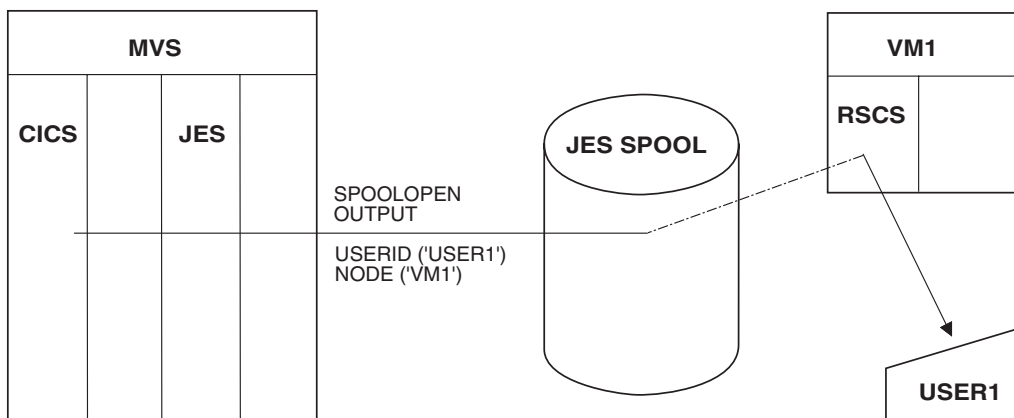 MVS
CICS
JES
SPOOLOPEN
OUTPUT
USERID ('USER1')
NODE ('VM1')
JES SPOOL
VM1
RSCS
USER1